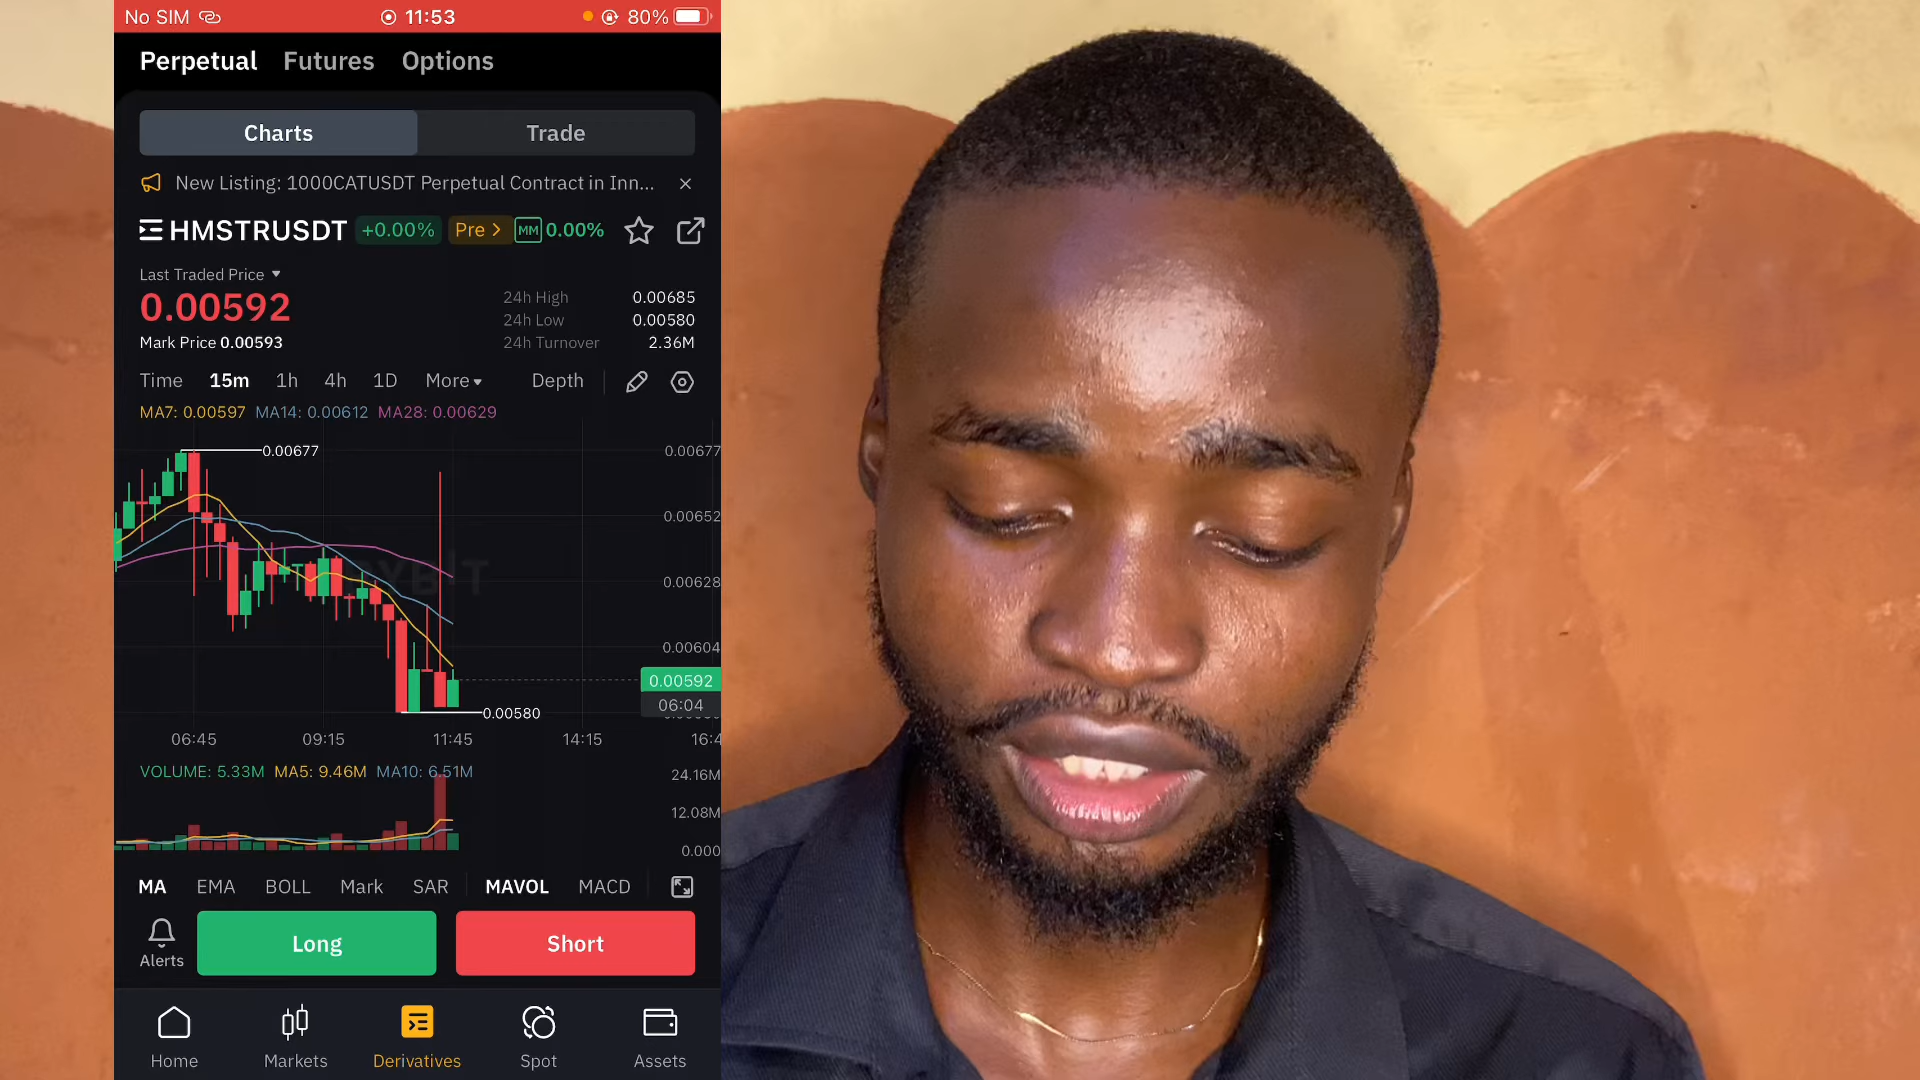 No SIM 11:53 80%
Perpetual Futures Options
Charts Trade
New Listing: 1000CATUSDT Perpetual Contract in Inn...
HMSTRUSDT +0.00% Pre > MM 0.00%
Last Traded Price
0.00592
Mark Price 0.00593
24h High 0.00685
24h Low 0.00580
24h Turnover 2.36M
Time 15m 1h 4h 1D More Depth
MA7: 0.00597 MA14: 0.00612 MA28: 0.00629
0.00677
0.00677
0.00652
0.00628
0.00604
0.00592
06:04
0.00580
06:45 09:15 11:45 14:15 16:4
VOLUME: 5.33M MA5: 9.46M MA10: 6.51M
24.16M
12.08M
0.000
MA EMA BOLL Mark SAR MAVOL MACD
Alerts
Long Short
Home Markets Derivatives Spot Assets